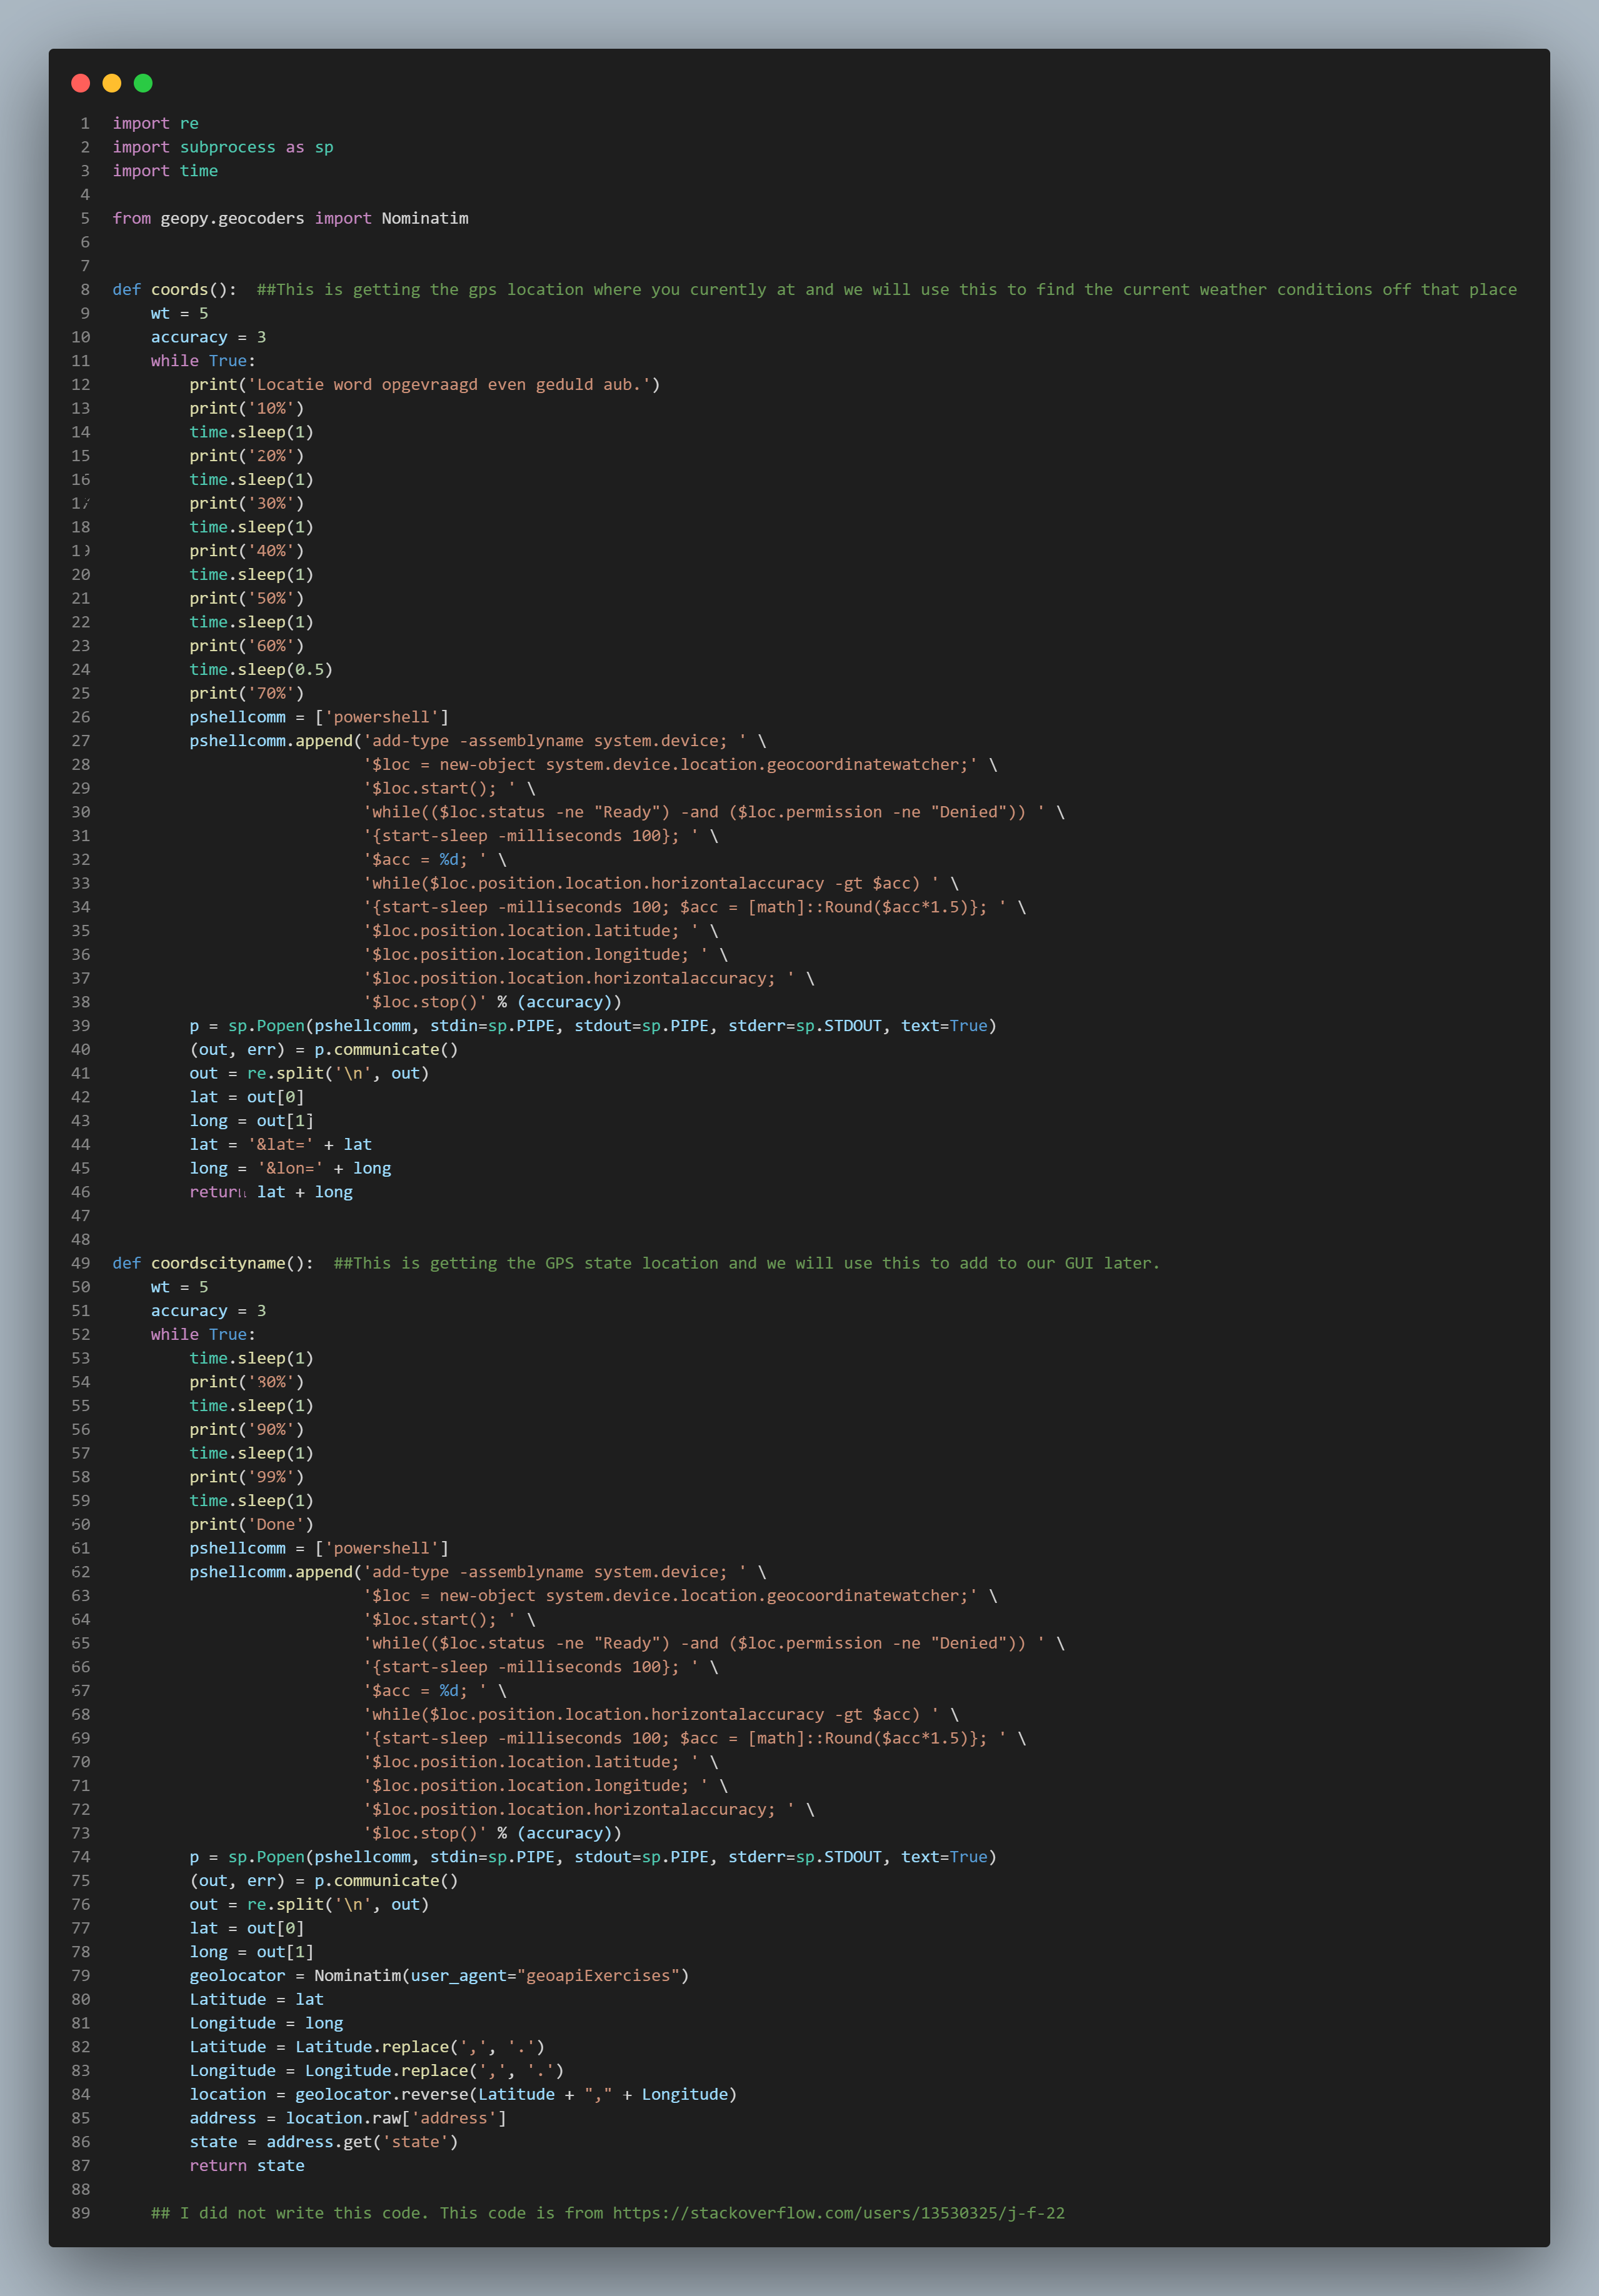 1 import re
2 import subprocess as sp
3 import time
4
5 from geopy.geocoders import Nominatim
6
7
8 def coords():  ##This is getting the gps location where you curently at and we will use this to find the current weather conditions off that place
9     wt = 5
10     accuracy = 3
11     while True:
12         print('Locatie word opgevraagd even geduld aub.')
13         print('10%')
14         time.sleep(1)
15         print('20%')
16         time.sleep(1)
17         print('30%')
18         time.sleep(1)
19         print('40%')
20         time.sleep(1)
21         print('50%')
22         time.sleep(1)
23         print('60%')
24         time.sleep(0.5)
25         print('70%')
26         pshellcomm = ['powershell']
27         pshellcomm.append('add-type -assemblyname system.device; ' \
28                           '$loc = new-object system.device.location.geocoordinatewatcher;' \
29                           '$loc.start(); ' \
30                           'while(($loc.status -ne "Ready") -and ($loc.permission -ne "Denied")) ' \
31                           '{start-sleep -milliseconds 100}; ' \
32                           '$acc = %d; ' \
33                           'while($loc.position.location.horizontalaccuracy -gt $acc) ' \
34                           '{start-sleep -milliseconds 100; $acc = [math]::Round($acc*1.5)}; ' \
35                           '$loc.position.location.latitude; ' \
36                           '$loc.position.location.longitude; ' \
37                           '$loc.position.location.horizontalaccuracy; ' \
38                           '$loc.stop()' % (accuracy))
39         p = sp.Popen(pshellcomm, stdin=sp.PIPE, stdout=sp.PIPE, stderr=sp.STDOUT, text=True)
40         (out, err) = p.communicate()
41         out = re.split('\n', out)
42         lat = out[0]
43         long = out[1]
44         lat = '&lat=' + lat
45         long = '&lon=' + long
46         return lat + long
47
48
49 def coordscityname():  ##This is getting the GPS state location and we will use this to add to our GUI later.
50     wt = 5
51     accuracy = 3
52     while True:
53         time.sleep(1)
54         print('80%')
55         time.sleep(1)
56         print('90%')
57         time.sleep(1)
58         print('99%')
59         time.sleep(1)
60         print('Done')
61         pshellcomm = ['powershell']
62         pshellcomm.append('add-type -assemblyname system.device; ' \
63                           '$loc = new-object system.device.location.geocoordinatewatcher;' \
64                           '$loc.start(); ' \
65                           'while(($loc.status -ne "Ready") -and ($loc.permission -ne "Denied")) ' \
66                           '{start-sleep -milliseconds 100}; ' \
67                           '$acc = %d; ' \
68                           'while($loc.position.location.horizontalaccuracy -gt $acc) ' \
69                           '{start-sleep -milliseconds 100; $acc = [math]::Round($acc*1.5)}; ' \
70                           '$loc.position.location.latitude; ' \
71                           '$loc.position.location.longitude; ' \
72                           '$loc.position.location.horizontalaccuracy; ' \
73                           '$loc.stop()' % (accuracy))
74         p = sp.Popen(pshellcomm, stdin=sp.PIPE, stdout=sp.PIPE, stderr=sp.STDOUT, text=True)
75         (out, err) = p.communicate()
76         out = re.split('\n', out)
77         lat = out[0]
78         long = out[1]
79         geolocator = Nominatim(user_agent="geoapiExercises")
80         Latitude = lat
81         Longitude = long
82         Latitude = Latitude.replace(',', '.')
83         Longitude = Longitude.replace(',', '.')
84         location = geolocator.reverse(Latitude + "," + Longitude)
85         address = location.raw['address']
86         state = address.get('state')
87         return state
88
89     ## I did not write this code. This code is from https://stackoverflow.com/users/13530325/j-f-22